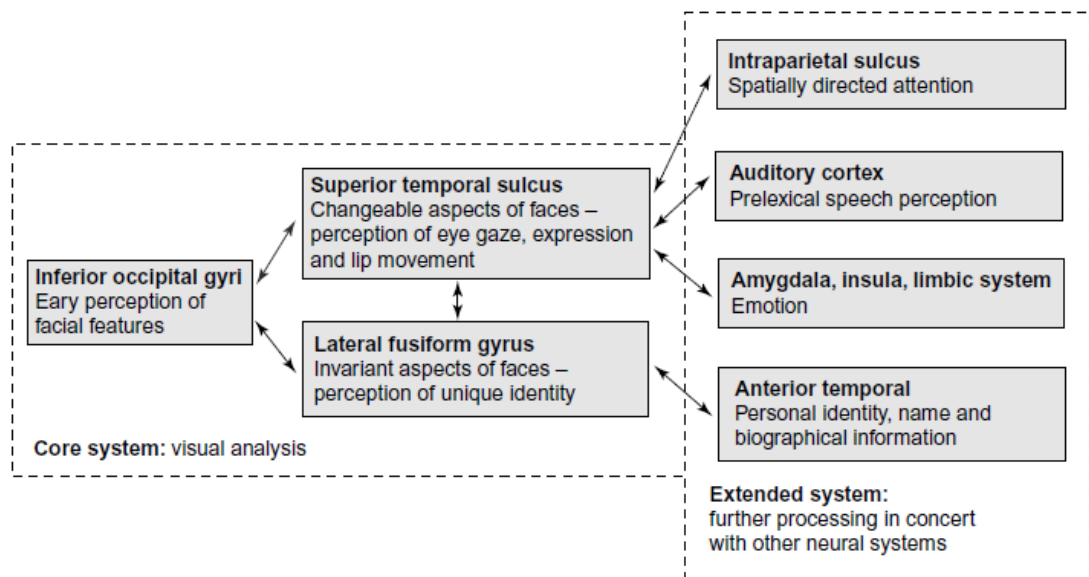 Intraparietal sulcus
Spatially directed attention
Auditory cortex
Prelexical speech perception
Superior temporal sulcus
Changeable aspects of faces –
perception of eye gaze, expression
and lip movement
Inferior occipital gyri
Eary perception of
facial features
Amygdala, insula, limbic system
Emotion
Lateral fusiform gyrus
Invariant aspects of faces –
perception of unique identity
Anterior temporal
Personal identity, name and
biographical information
Core system: visual analysis
Extended system:
further processing in concert
with other neural systems